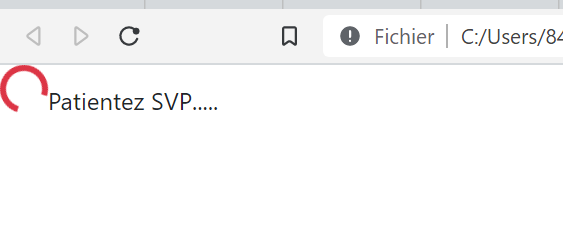 Fichier C:/Users/84
Patientez SVP.....